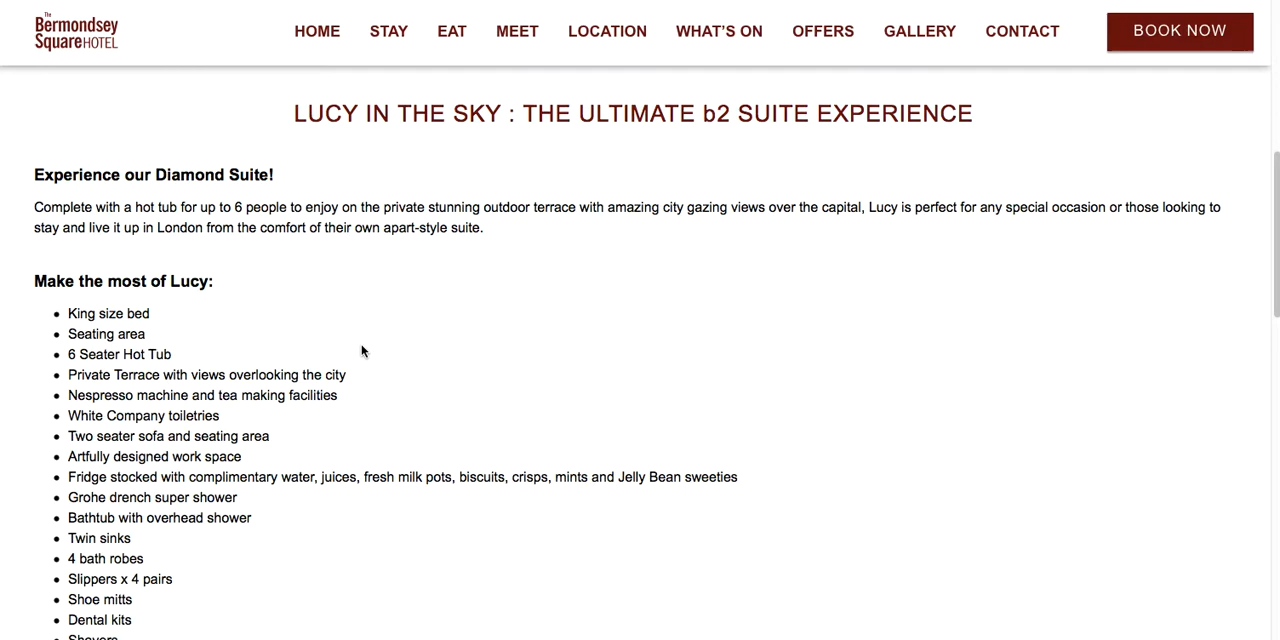 The
Bermondsey
SquareHOTEL
HOME STAY EAT MEET LOCATION WHAT'S ON OFFERS GALLERY CONTACT BOOK NOW
LUCY IN THE SKY : THE ULTIMATE b2 SUITE EXPERIENCE
Experience our Diamond Suite!
Complete with a hot tub for up to 6 people to enjoy on the private stunning outdoor terrace with amazing city gazing views over the capital, Lucy is perfect for any special occasion or those looking to
stay and live it up in London from the comfort of their own apart-style suite.
Make the most of Lucy:
• King size bed
• Seating area
• 6 Seater Hot Tub
• Private Terrace with views overlooking the city
• Nespresso machine and tea making facilities
• White Company toiletries
• Two seater sofa and seating area
• Artfully designed work space
• Fridge stocked with complimentary water, juices, fresh milk pots, biscuits, crisps, mints and Jelly Bean sweeties
• Grohe drench super shower
• Bathtub with overhead shower
• Twin sinks
• 4 bath robes
• Slippers x 4 pairs
• Shoe mitts
• Dental kits
• Shavers